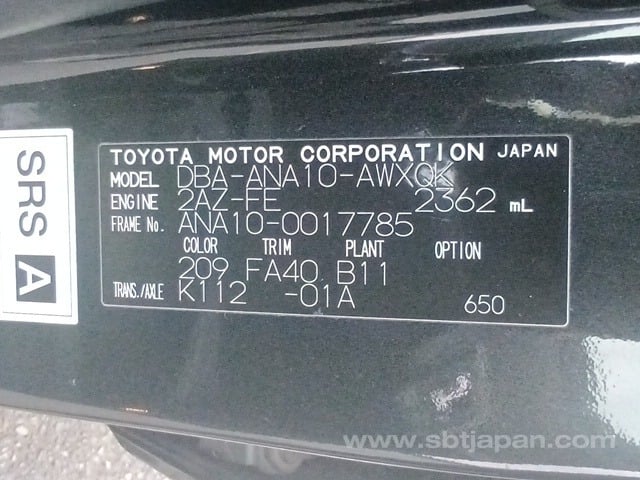 SRS A
TOYOTA MOTOR CORPORATION JAPAN
MODEL DBA-ANA10-AWXQK
ENGINE 2AZ-FE 2362 mL
FRAME No. ANA10-0017785
COLOR TRIM PLANT OPTION
209 FA40 B11
TRANS./AXLE K112 -01A 650
www.sbtjapan.com